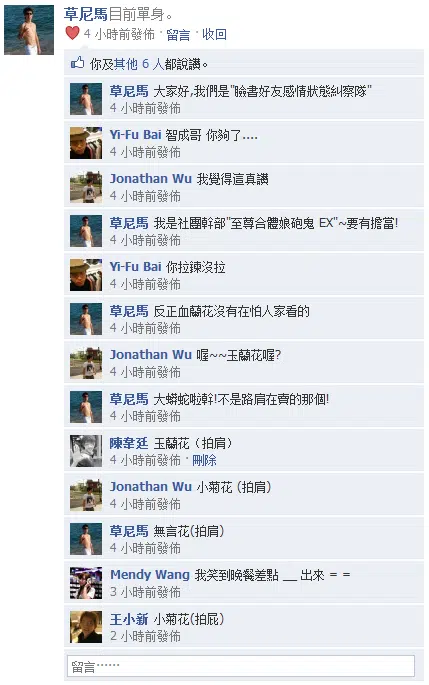 草尼馬目前單身。
4 小時前發佈 · 留言 · 收回
你及其他 6 人都說讚。
草尼馬 大家好,我們是"臉書好友感情狀態糾察隊"
4 小時前發佈
Yi-Fu Bai 智成哥 你夠了....
4 小時前發佈
Jonathan Wu 我覺得這真讚
4 小時前發佈
草尼馬 我是社團幹部"至尊合體娘砲鬼 EX"~要有擔當!
4 小時前發佈
Yi-Fu Bai 你拉鍊沒拉
4 小時前發佈
草尼馬 反正血蘭花沒有在怕人家看的
4 小時前發佈
Jonathan Wu 喔~~玉蘭花喔?
4 小時前發佈
草尼馬 大蟒蛇啦幹!不是路肩在賣的那個!
4 小時前發佈
陳韋廷 玉蘭花（拍肩）
4 小時前發佈 · 刪除
Jonathan Wu 小菊花 (拍肩)
4 小時前發佈
草尼馬 無言花(拍肩)
4 小時前發佈
Mendy Wang 我笑到晚餐差點 __ 出來 = =
3 小時前發佈
王小新 小菊花(拍屁)
2 小時前發佈
留言……